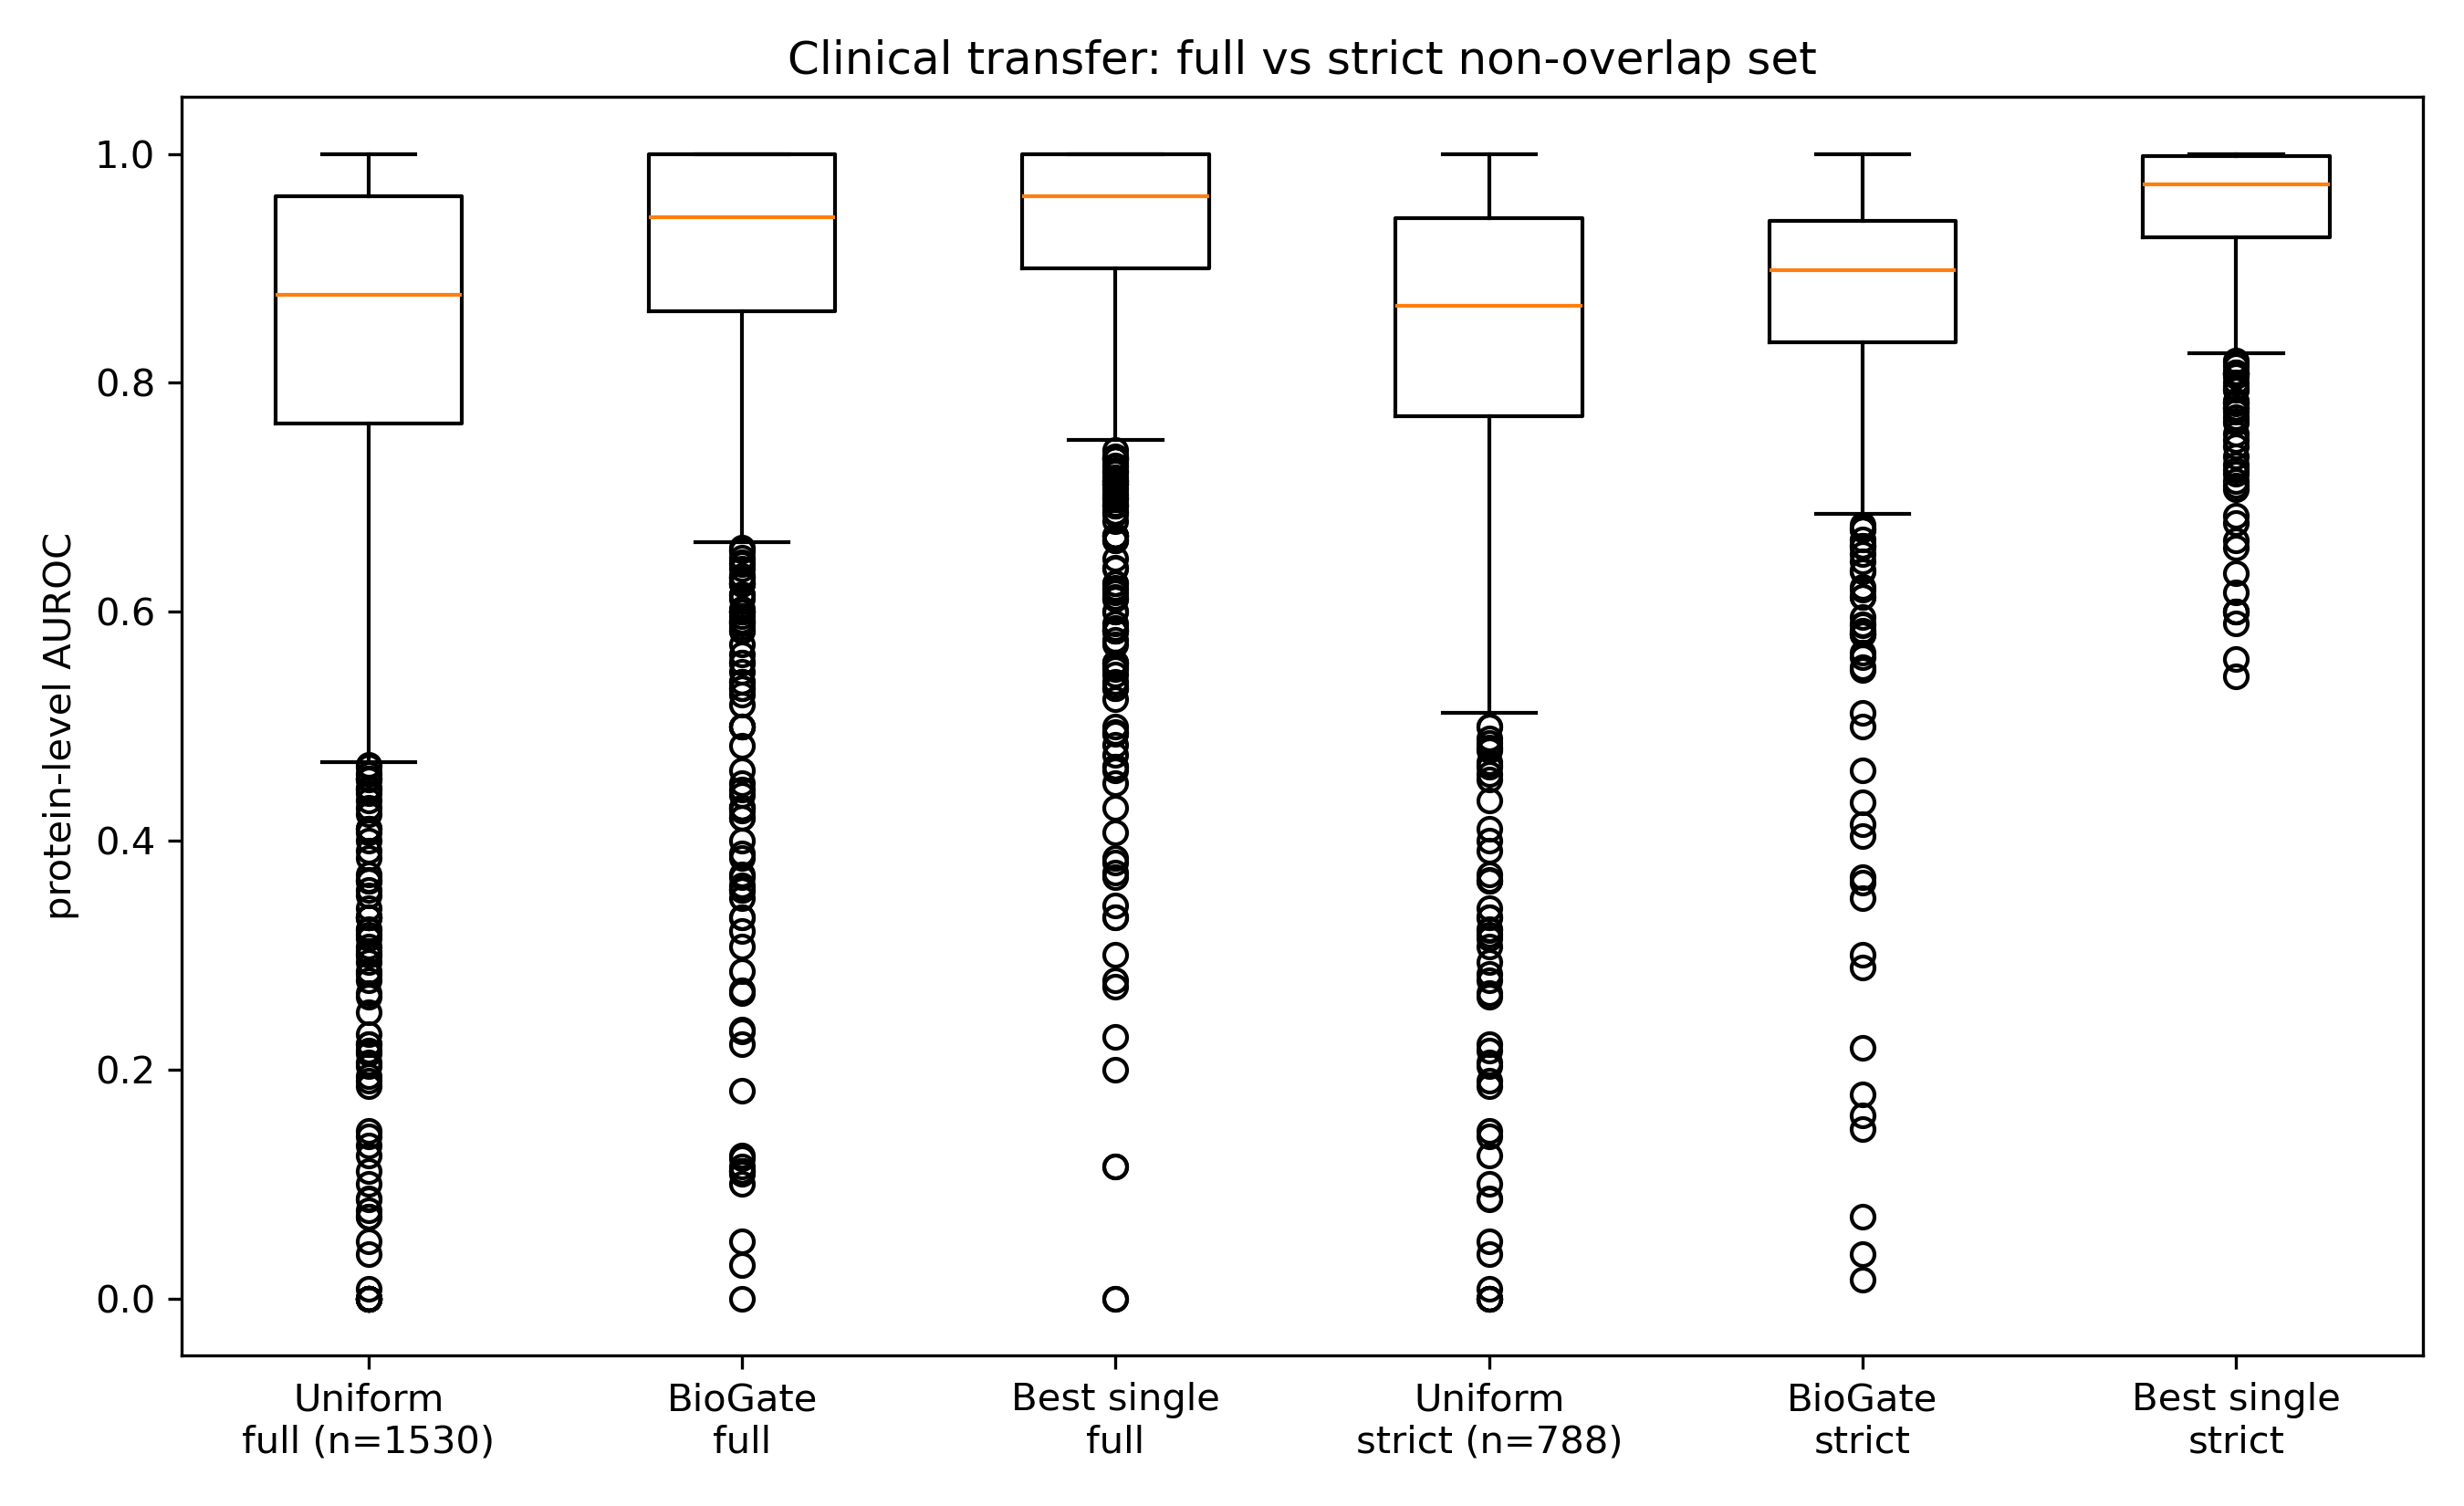 Clinical transfer: full vs strict non-overlap set
protein-level AUROC
1.0
0.8
0.6
0.4
0.2
0.0
Uniform
full (n=1530)
BioGate
full
Best single
full
Uniform
strict (n=788)
BioGate
strict
Best single
strict